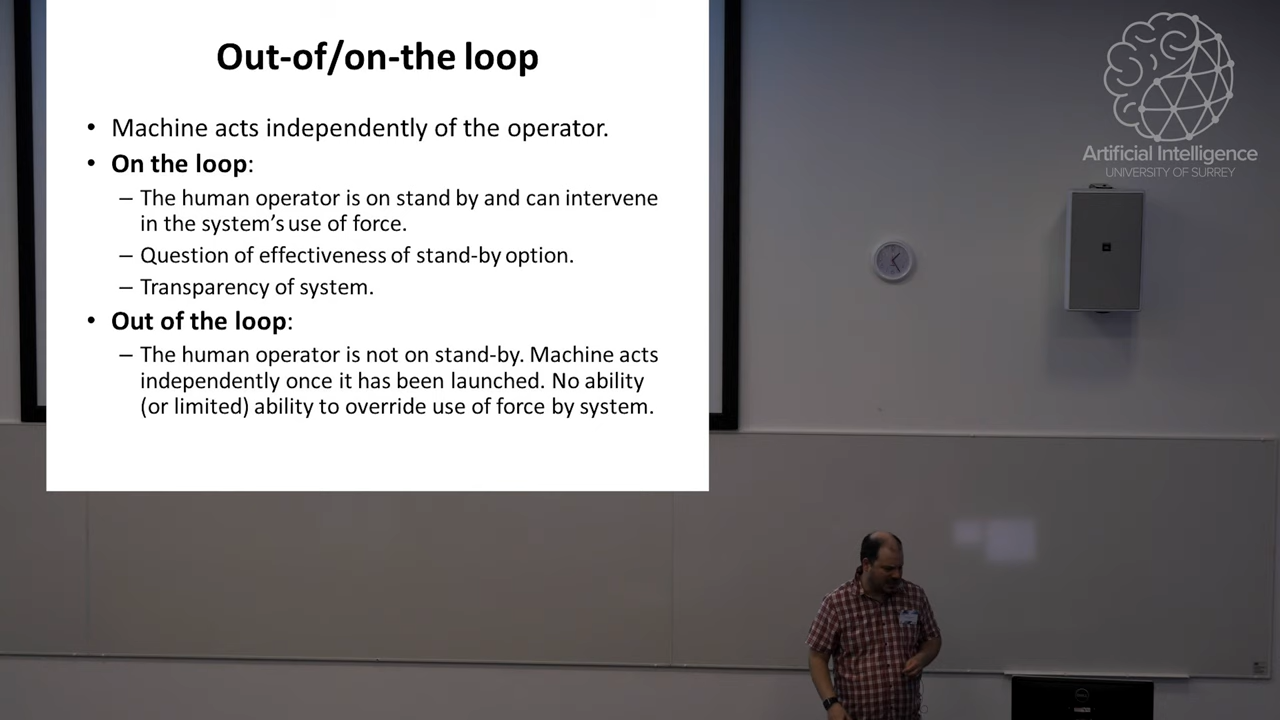 Out-of/on-the loop
• Machine acts independently of the operator.
• On the loop:
– The human operator is on stand by and can intervene
in the system's use of force.
– Question of effectiveness of stand-by option.
– Transparency of system.
• Out of the loop:
– The human operator is not on stand-by. Machine acts
independently once it has been launched. No ability
(or limited) ability to override use of force by system.
Artificial Intelligence
UNIVERSITY OF SURREY
DELL